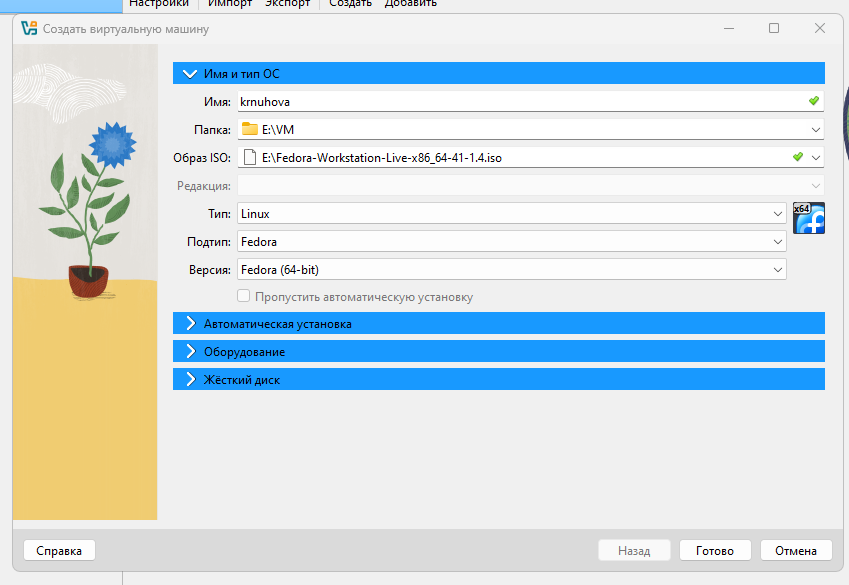 Настройки Импорт Экспорт Создать Добавить
Создать виртуальную машину
Имя и тип ОС
Имя: krnuhova
Папка: E:\VM
Образ ISO: E:\Fedora-Workstation-Live-x86_64-41-1.4.iso
Редакция:
Тип: Linux
x64
Подтип: Fedora
Версия: Fedora (64-bit)
Пропустить автоматическую установку
Автоматическая установка
Оборудование
Жёсткий диск
Справка Назад Готово Отмена